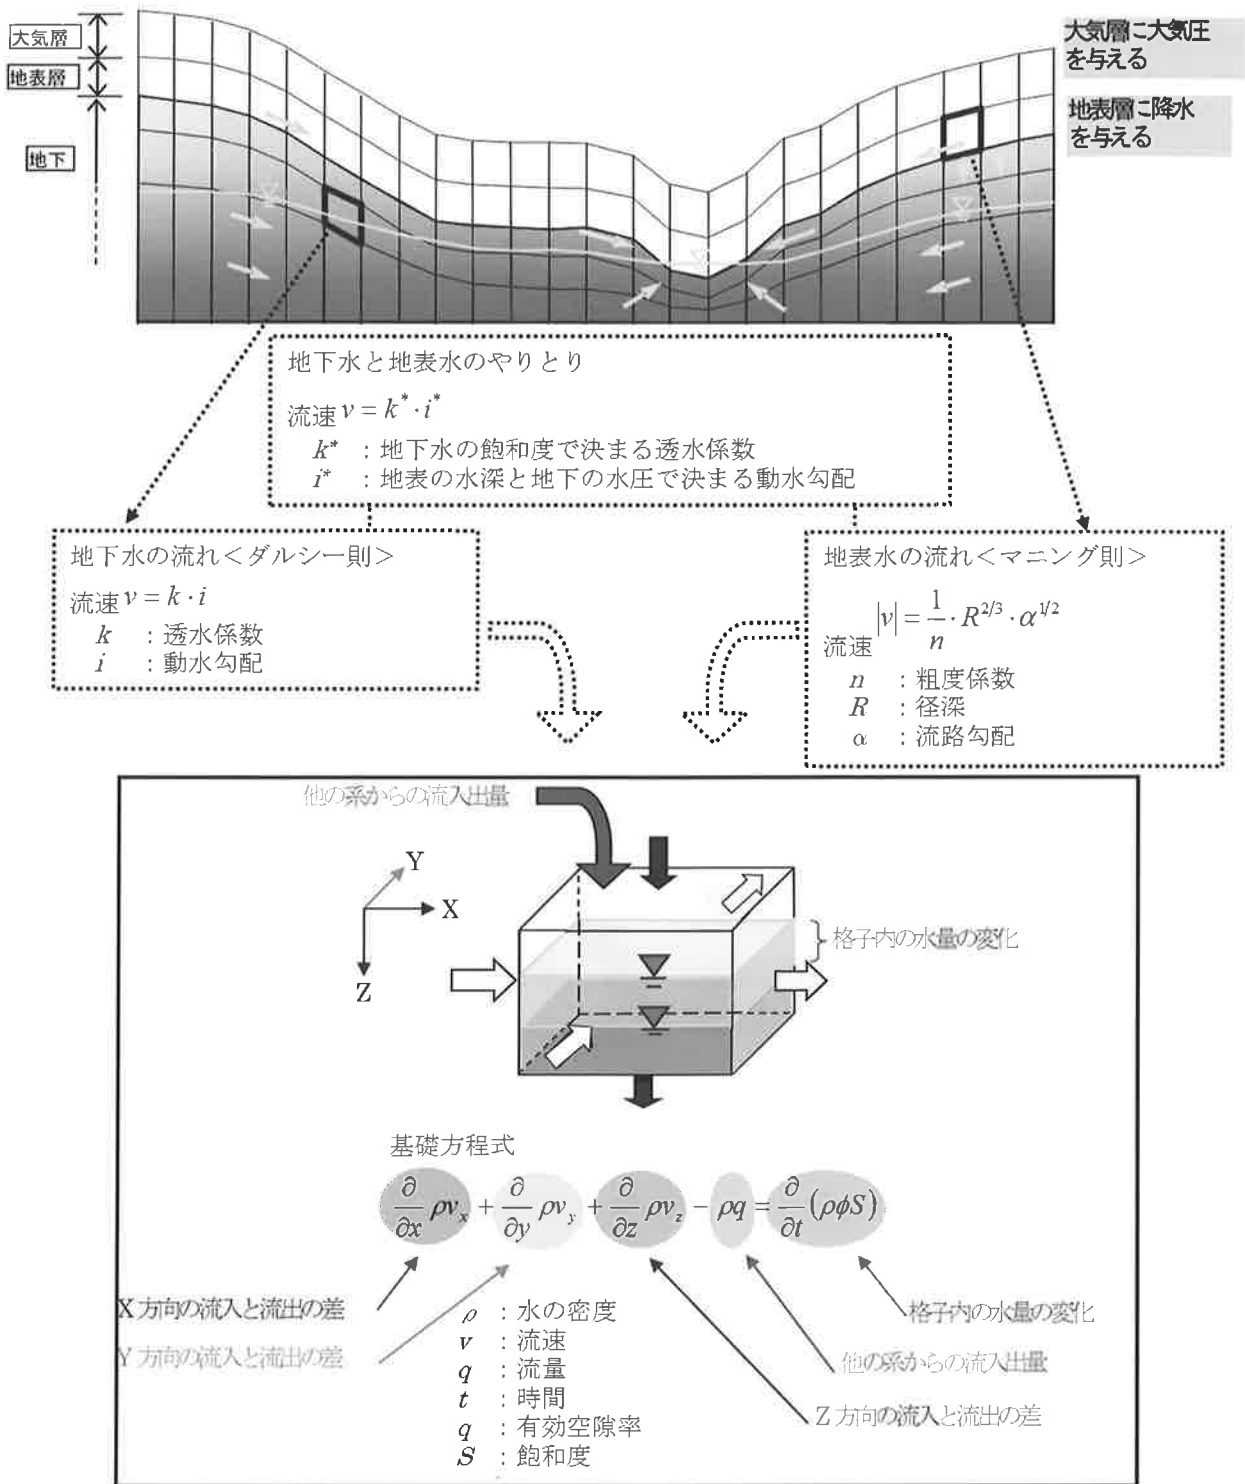 大気層
地表層
地下
大気層に大気圧
を与える
地表層に降水
を与える
地下水と地表水のやりとり
流速 v = k* · i*
k* ：地下水の飽和度で決まる透水係数
i* ：地表の水深と地下の水圧で決まる動水勾配
地下水の流れ＜ダルシー則＞
流速 v = k · i
k ：透水係数
i ：動水勾配
地表水の流れ＜マニング則＞
流速 |v| = 1/n · R^{2/3} · α^{1/2}
n ：粗度係数
R ：径深
α ：流路勾配
他の系からの流入出量
Y
X
Z
格子内の水量の変化
基礎方程式
∂/∂x ρv_x + ∂/∂y ρv_y + ∂/∂z ρv_z − ρq = ∂/∂t (ρφS)
X 方向の流入と流出の差
Y 方向の流入と流出の差
ρ ：水の密度
v ：流速
q ：流量
t ：時間
q ：有効空隙率
S ：飽和度
格子内の水量の変化
他の系からの流入出量
Z 方向の流入と流出の差